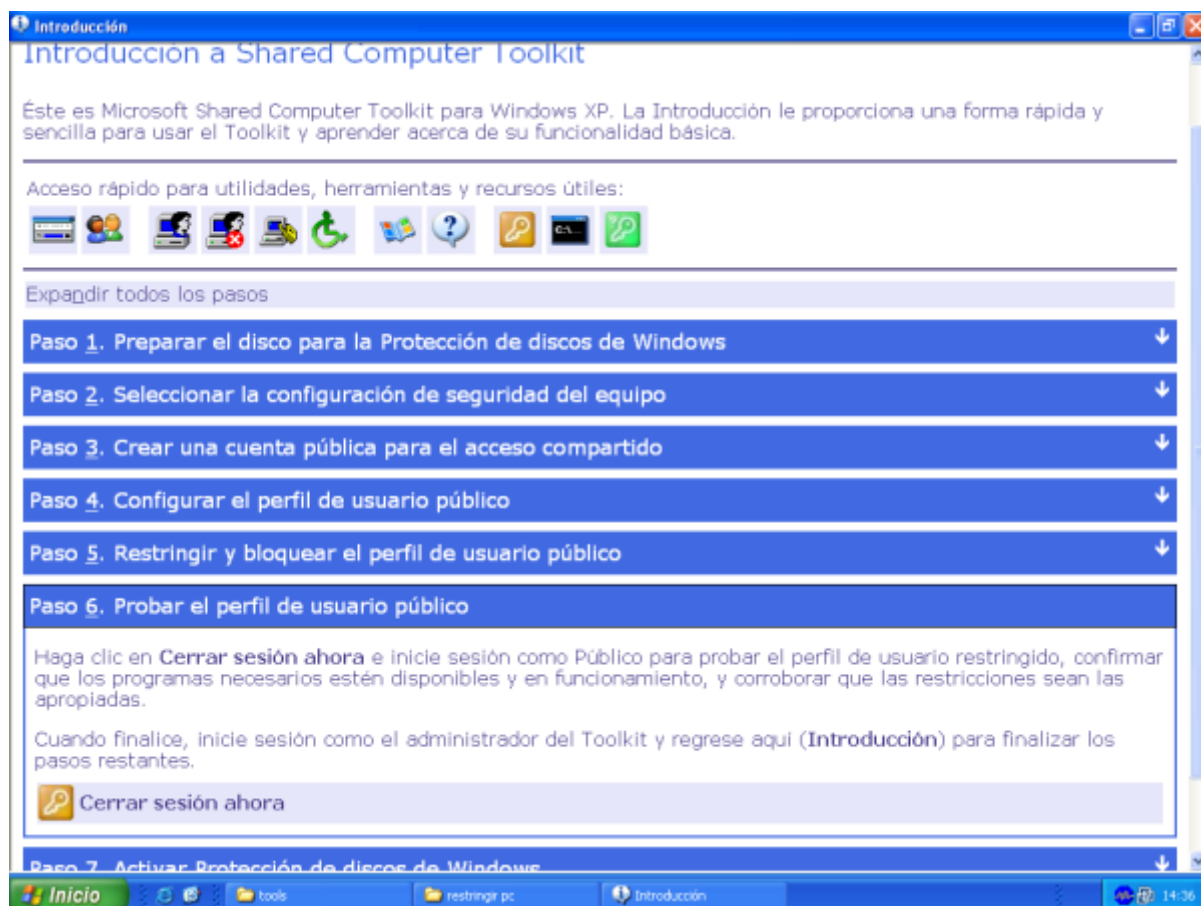 Introducción
Introducción a Shared Computer Toolkit
Éste es Microsoft Shared Computer Toolkit para Windows XP. La Introducción le proporciona una forma rápida y
sencilla para usar el Toolkit y aprender acerca de su funcionalidad básica.
Acceso rápido para utilidades, herramientas y recursos útiles:
C:\...
Expandir todos los pasos
Paso 1. Preparar el disco para la Protección de discos de Windows
Paso 2. Seleccionar la configuración de seguridad del equipo
Paso 3. Crear una cuenta pública para el acceso compartido
Paso 4. Configurar el perfil de usuario público
Paso 5. Restringir y bloquear el perfil de usuario público
Paso 6. Probar el perfil de usuario público
Haga clic en Cerrar sesión ahora e inicie sesión como Público para probar el perfil de usuario restringido, confirmar
que los programas necesarios estén disponibles y en funcionamiento, y corroborar que las restricciones sean las
apropiadas.
Cuando finalice, inicie sesión como el administrador del Toolkit y regrese aquí (Introducción) para finalizar los
pasos restantes.
Cerrar sesión ahora
Paso 7. Activar Protección de discos de Windows
Inicio
tools
restringir pc
Introducción
14:36